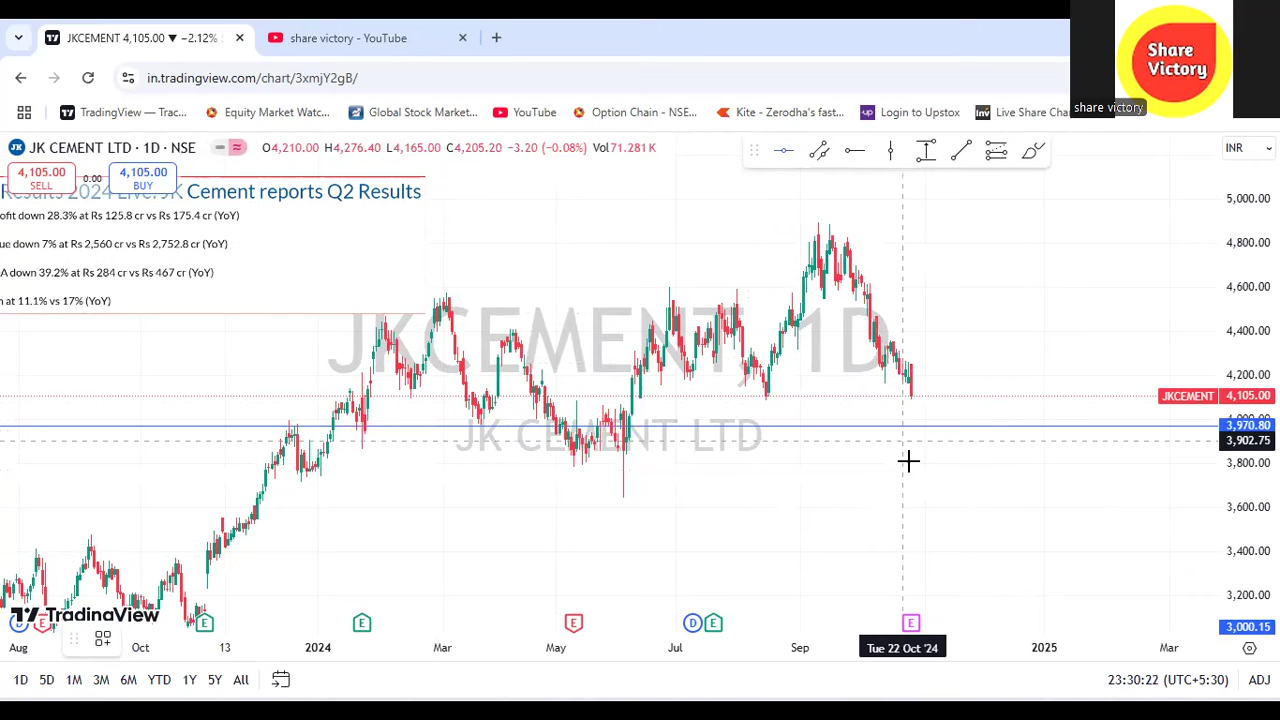 JKCEMENT 4,105.00 ▼ −2.12%
share victory - YouTube
Share
Victory
share victory
in.tradingview.com/chart/3xmjY2gB/
TradingView — Trac...
Equity Market Watc...
Global Stock Market...
YouTube
Option Chain - NSE...
Kite - Zerodha's fast...
Login to Upstox
Live Share Cha
JK CEMENT LTD · 1D · NSE
O4,210.00 H4,276.40 L4,165.00 C4,205.20 −3.20 (−0.08%) Vol71.281K
INR
4,105.00
SELL
0.00
4,105.00
BUY
Results 2024 Live: JK Cement reports Q2 Results
ofit down 28.3% at Rs 125.8 cr vs Rs 175.4 cr (YoY)
ue down 7% at Rs 2,560 cr vs Rs 2,752.8 cr (YoY)
A down 39.2% at Rs 284 cr vs Rs 467 cr (YoY)
n at 11.1% vs 17% (YoY)
JKCEMENT, 1D
JK CEMENT LTD
5,000.00
4,800.00
4,600.00
4,400.00
4,200.00
JKCEMENT 4,105.00
4,000.00
3,970.80
3,902.75
3,800.00
3,600.00
3,400.00
3,200.00
3,000.15
TradingView
D E E E E D E E
Aug Oct 13 2024 Mar May Jul Sep Tue 22 Oct '24 2025 Mar
1D 5D 1M 3M 6M YTD 1Y 5Y All
23:30:22 (UTC+5:30) ADJ